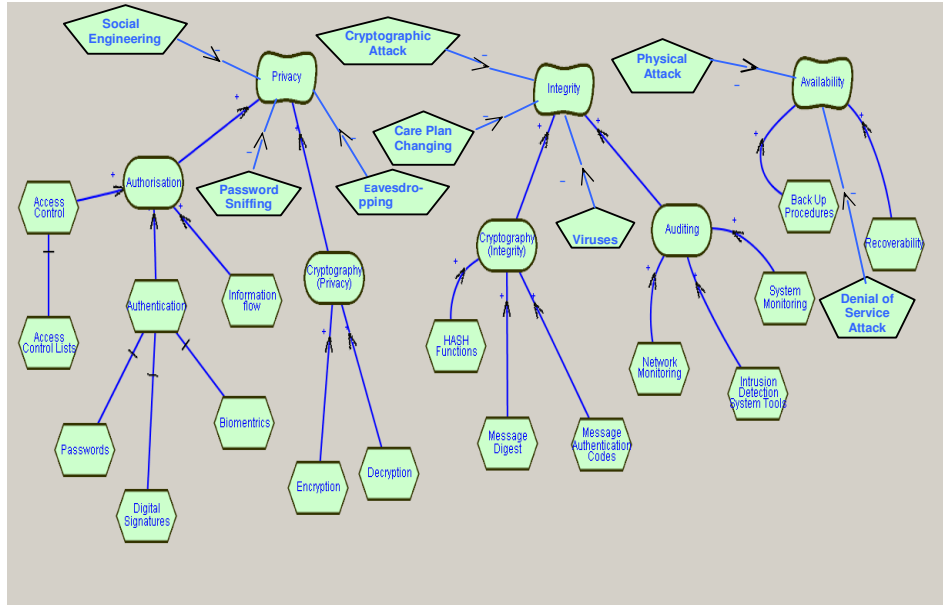 Social
Engineering
Cryptographic
Attack
Physical
Attack
Privacy
Integrity
Availability
Care Plan
Changing
Authorisation
Password
Sniffing
Eavesdro-
pping
Access
Control
Viruses
Auditing
Back Up
Procedures
Recoverability
Cryptography
(Integrity)
Cryptography
(Privacy)
Authentication
Information
flow
System
Monitoring
Denial of
Service
Attack
Access
Control Lists
HASH
Functions
Network
Monitoring
Intrusion
Detection
System Tools
Passwords
Biomentrics
Message
Digest
Message
Authentication
Codes
Encryption
Decryption
Digital
Signatures